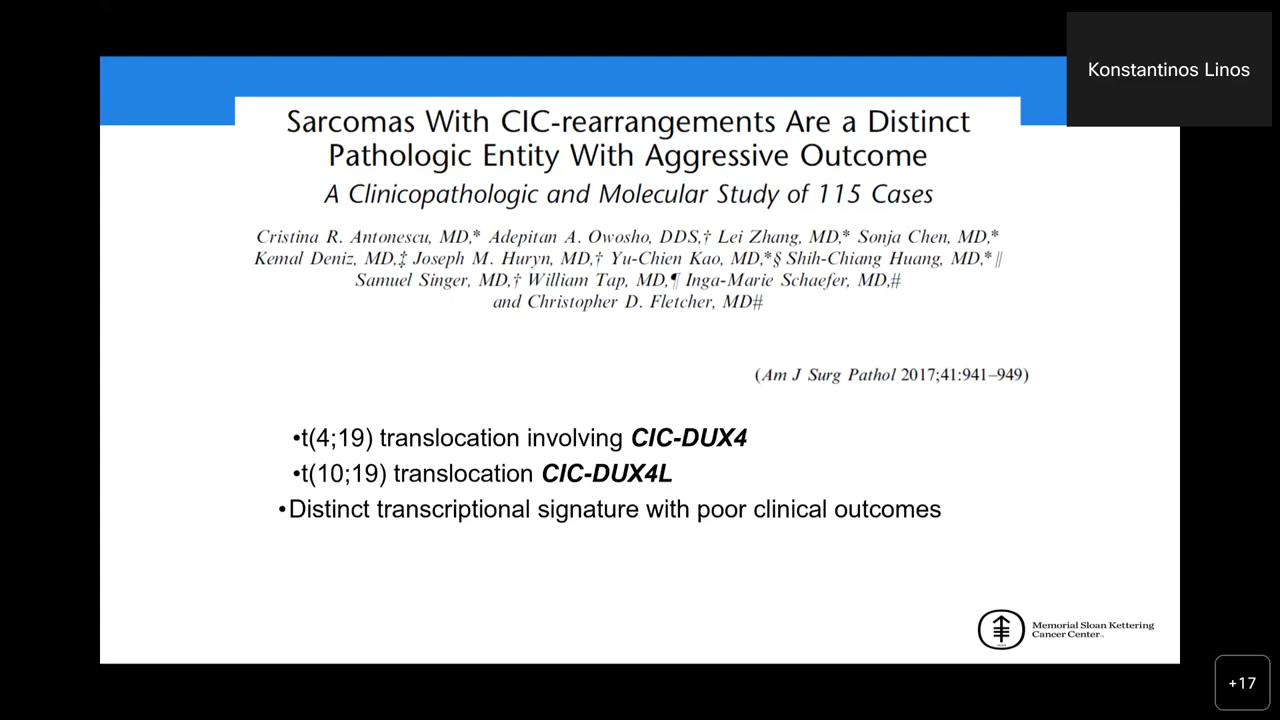 Konstantinos Linos
Sarcomas With CIC-rearrangements Are a Distinct
Pathologic Entity With Aggressive Outcome
A Clinicopathologic and Molecular Study of 115 Cases
Cristina R. Antonescu, MD,* Adepitan A. Owosho, DDS,† Lei Zhang, MD,* Sonja Chen, MD,*
Kemal Deniz, MD,‡ Joseph M. Huryn, MD,† Yu-Chien Kao, MD,*§ Shih-Chiang Huang, MD,*∥
Samuel Singer, MD,† William Tap, MD,¶ Inga-Marie Schaefer, MD,#
and Christopher D. Fletcher, MD#
(Am J Surg Pathol 2017;41:941–949)
•t(4;19) translocation involving CIC-DUX4
•t(10;19) translocation CIC-DUX4L
•Distinct transcriptional signature with poor clinical outcomes
Memorial Sloan Kettering
Cancer Center
+17